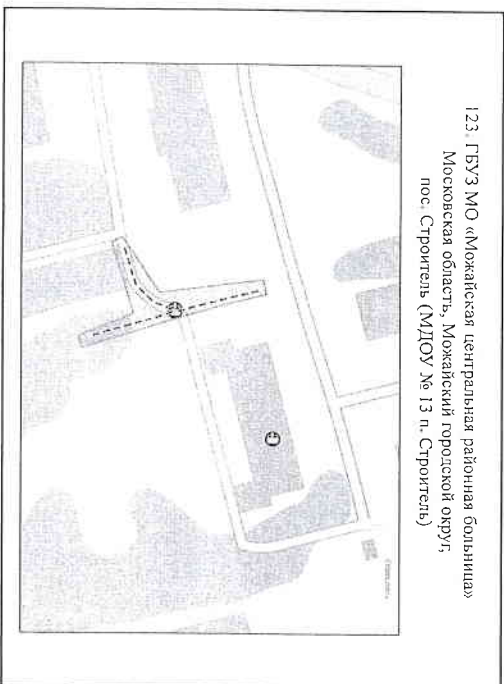 123. ГБУЗ МО «Можайская центральная районная больница»
Московская область, Можайский городской округ,
пос. Строитель (МДОУ № 13 п. Строитель)